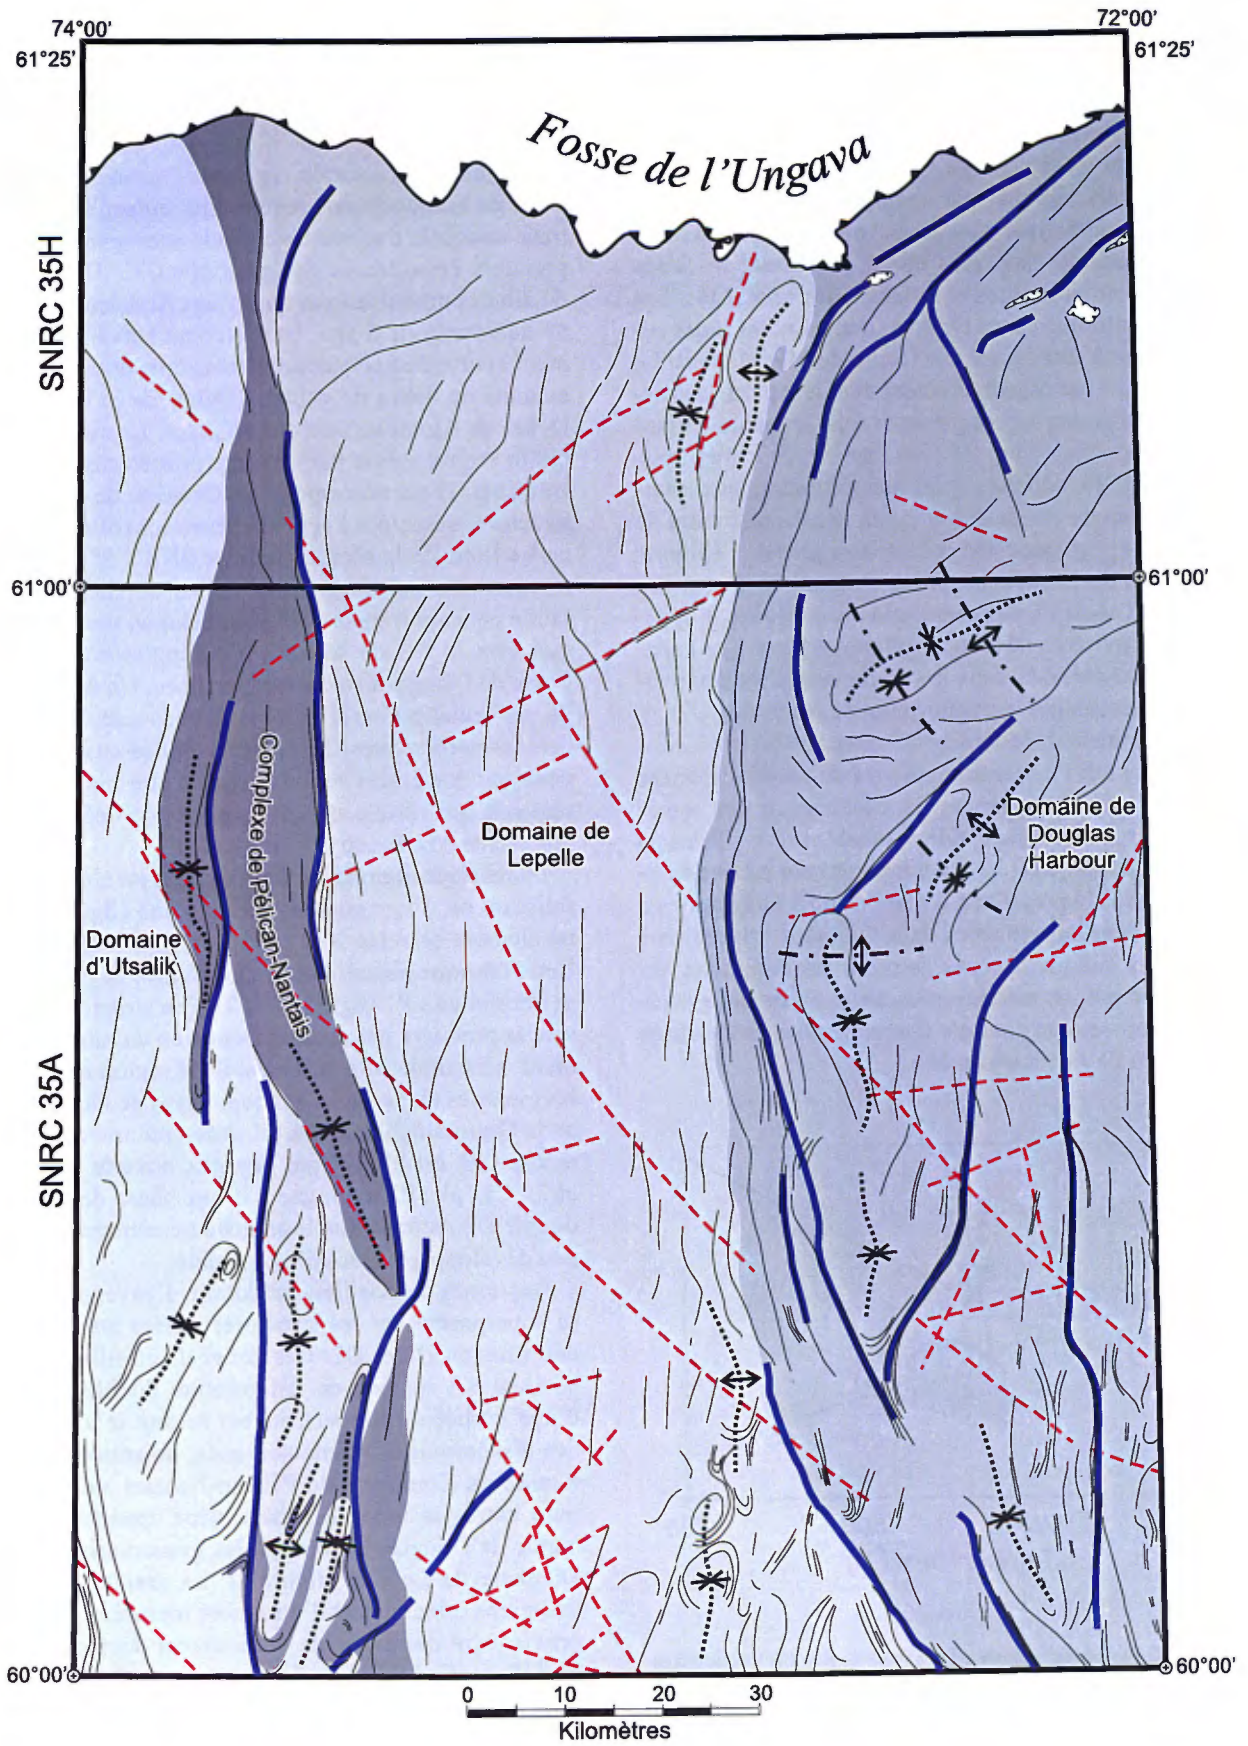 74°00'
72°00'
61°25'
61°25'
Fosse de l'Ungava
SNRC 35H
61°00'
61°00'
Complexe de Pélican-Nantais
Domaine de
Lepelle
Domaine de
Douglas
Harbour
Domaine
d'Utsalik
SNRC 35A
60°00'
60°00'
0 10 20 30
Kilomètres